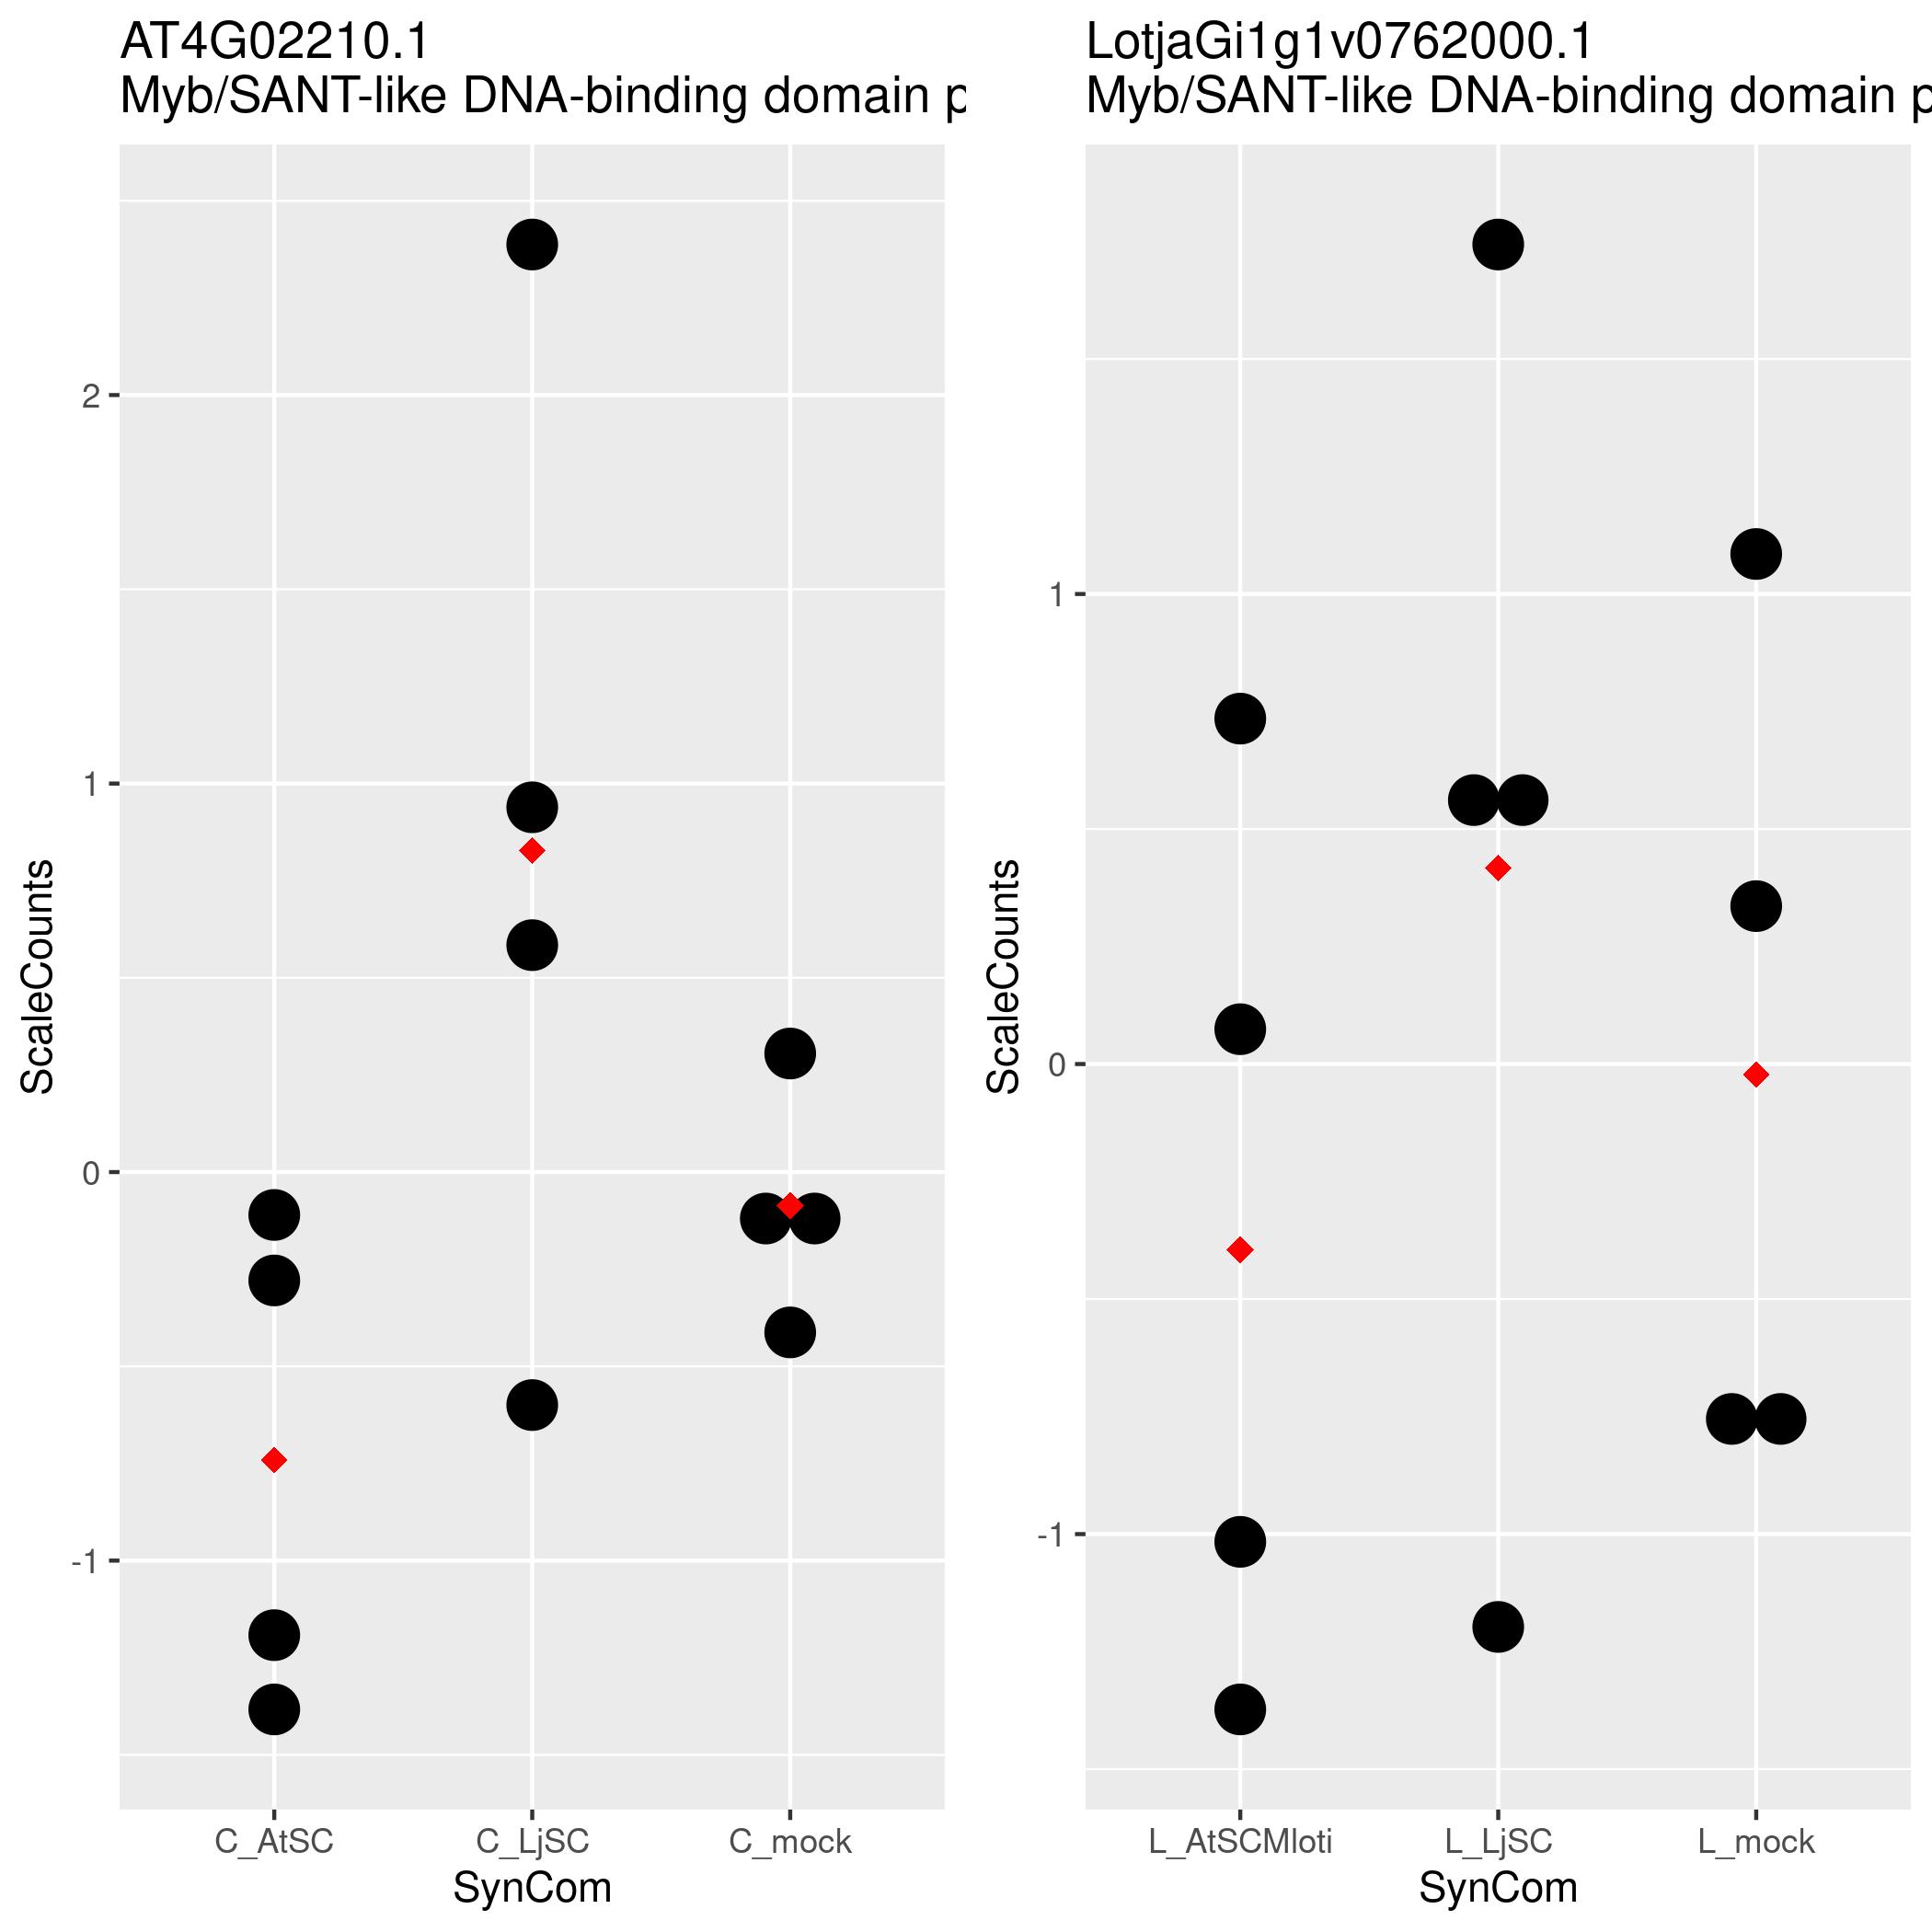 AT4G02210.1
Myb/SANT-like DNA-binding domain p
ScaleCounts
2
1
0
-1
C_AtSC
C_LjSC
C_mock
SynCom
LotjaGi1g1v0762000.1
Myb/SANT-like DNA-binding domain p
ScaleCounts
1
0
-1
L_AtSCMloti
L_LjSC
L_mock
SynCom